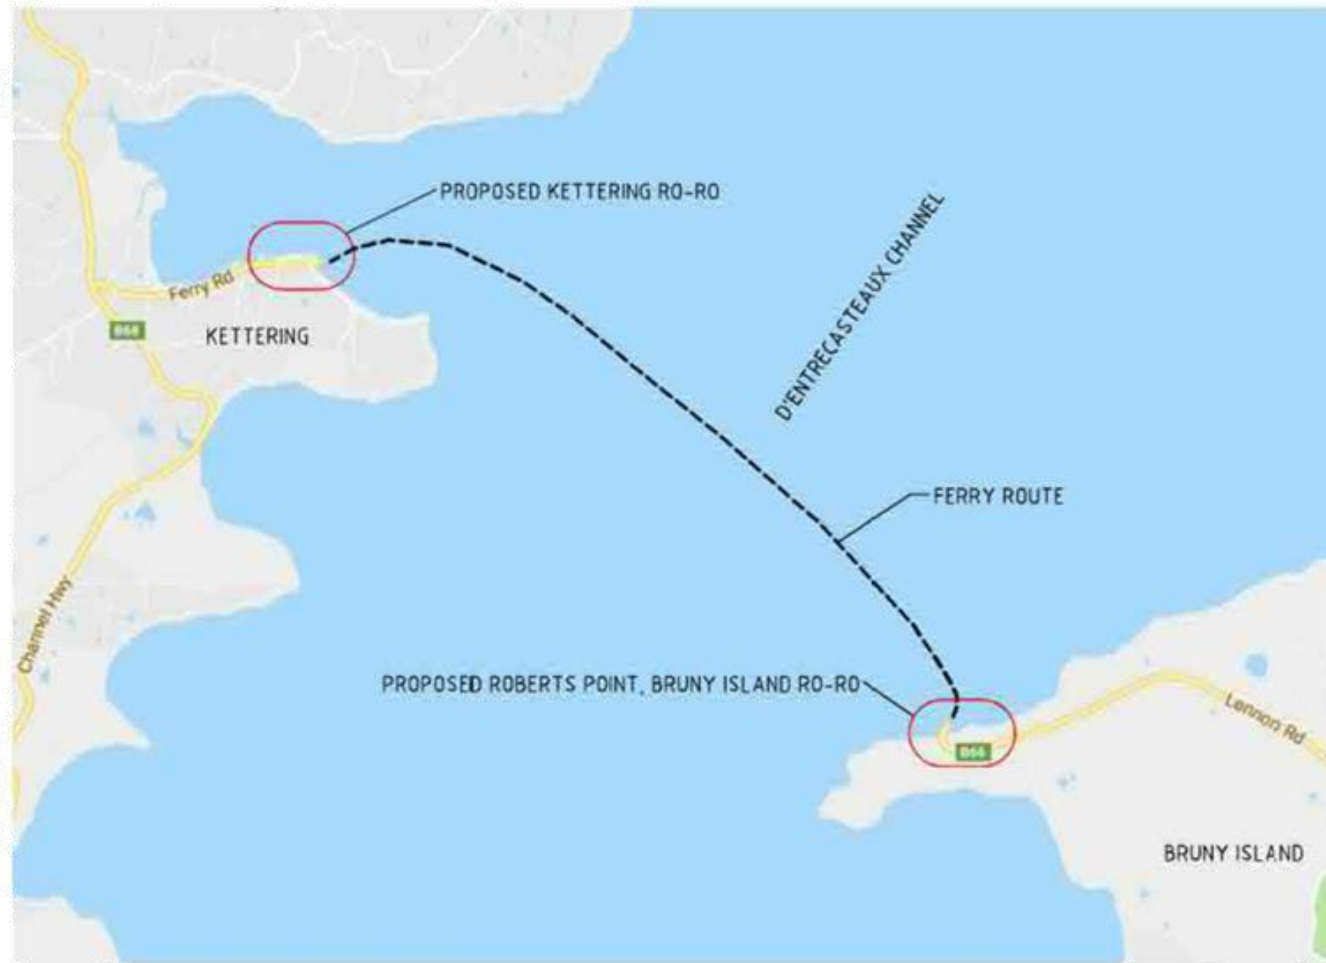 PROPOSED KETTERING RO-RO
D'ENTRECASTEAUX CHANNEL
Ferry Rd
B68
KETTERING
FERRY ROUTE
Channel Hwy
PROPOSED ROBERTS POINT, BRUNY ISLAND RO-RO
Lennon Rd
B66
BRUNY ISLAND